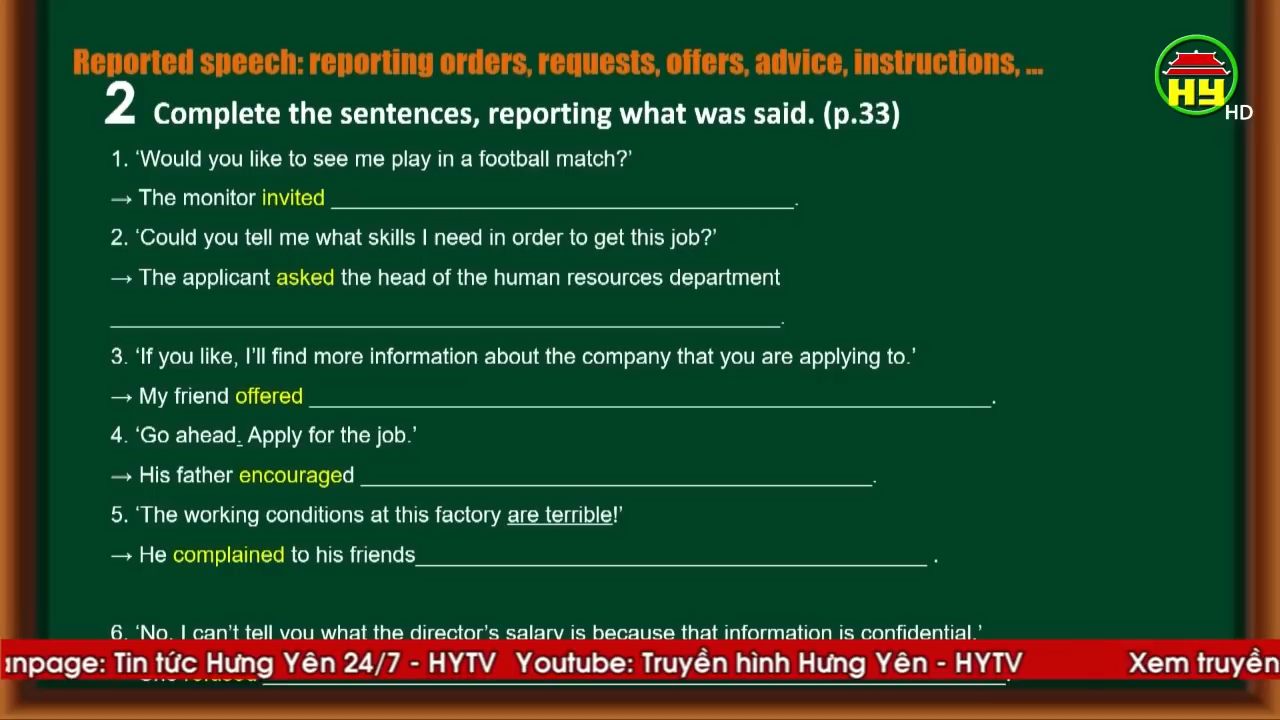 Reported speech: reporting orders, requests, offers, advice, instructions, ...
HY
HD
2 Complete the sentences, reporting what was said. (p.33)
1. ‘Would you like to see me play in a football match?’
→ The monitor invited ______________________________________.
2. ‘Could you tell me what skills I need in order to get this job?’
→ The applicant asked the head of the human resources department
_______________________________________________________.
3. ‘If you like, I’ll find more information about the company that you are applying to.’
→ My friend offered ________________________________________________________.
4. ‘Go ahead. Apply for the job.’
→ His father encouraged __________________________________________.
5. ‘The working conditions at this factory are terrible!’
→ He complained to his friends__________________________________________ .
6. ‘No, I can’t tell you what the director’s salary is because that information is confidential.’
anpage: Tin tức Hưng Yên 24/7 - HYTV Youtube: Truyền hình Hưng Yên - HYTV Xem truyền